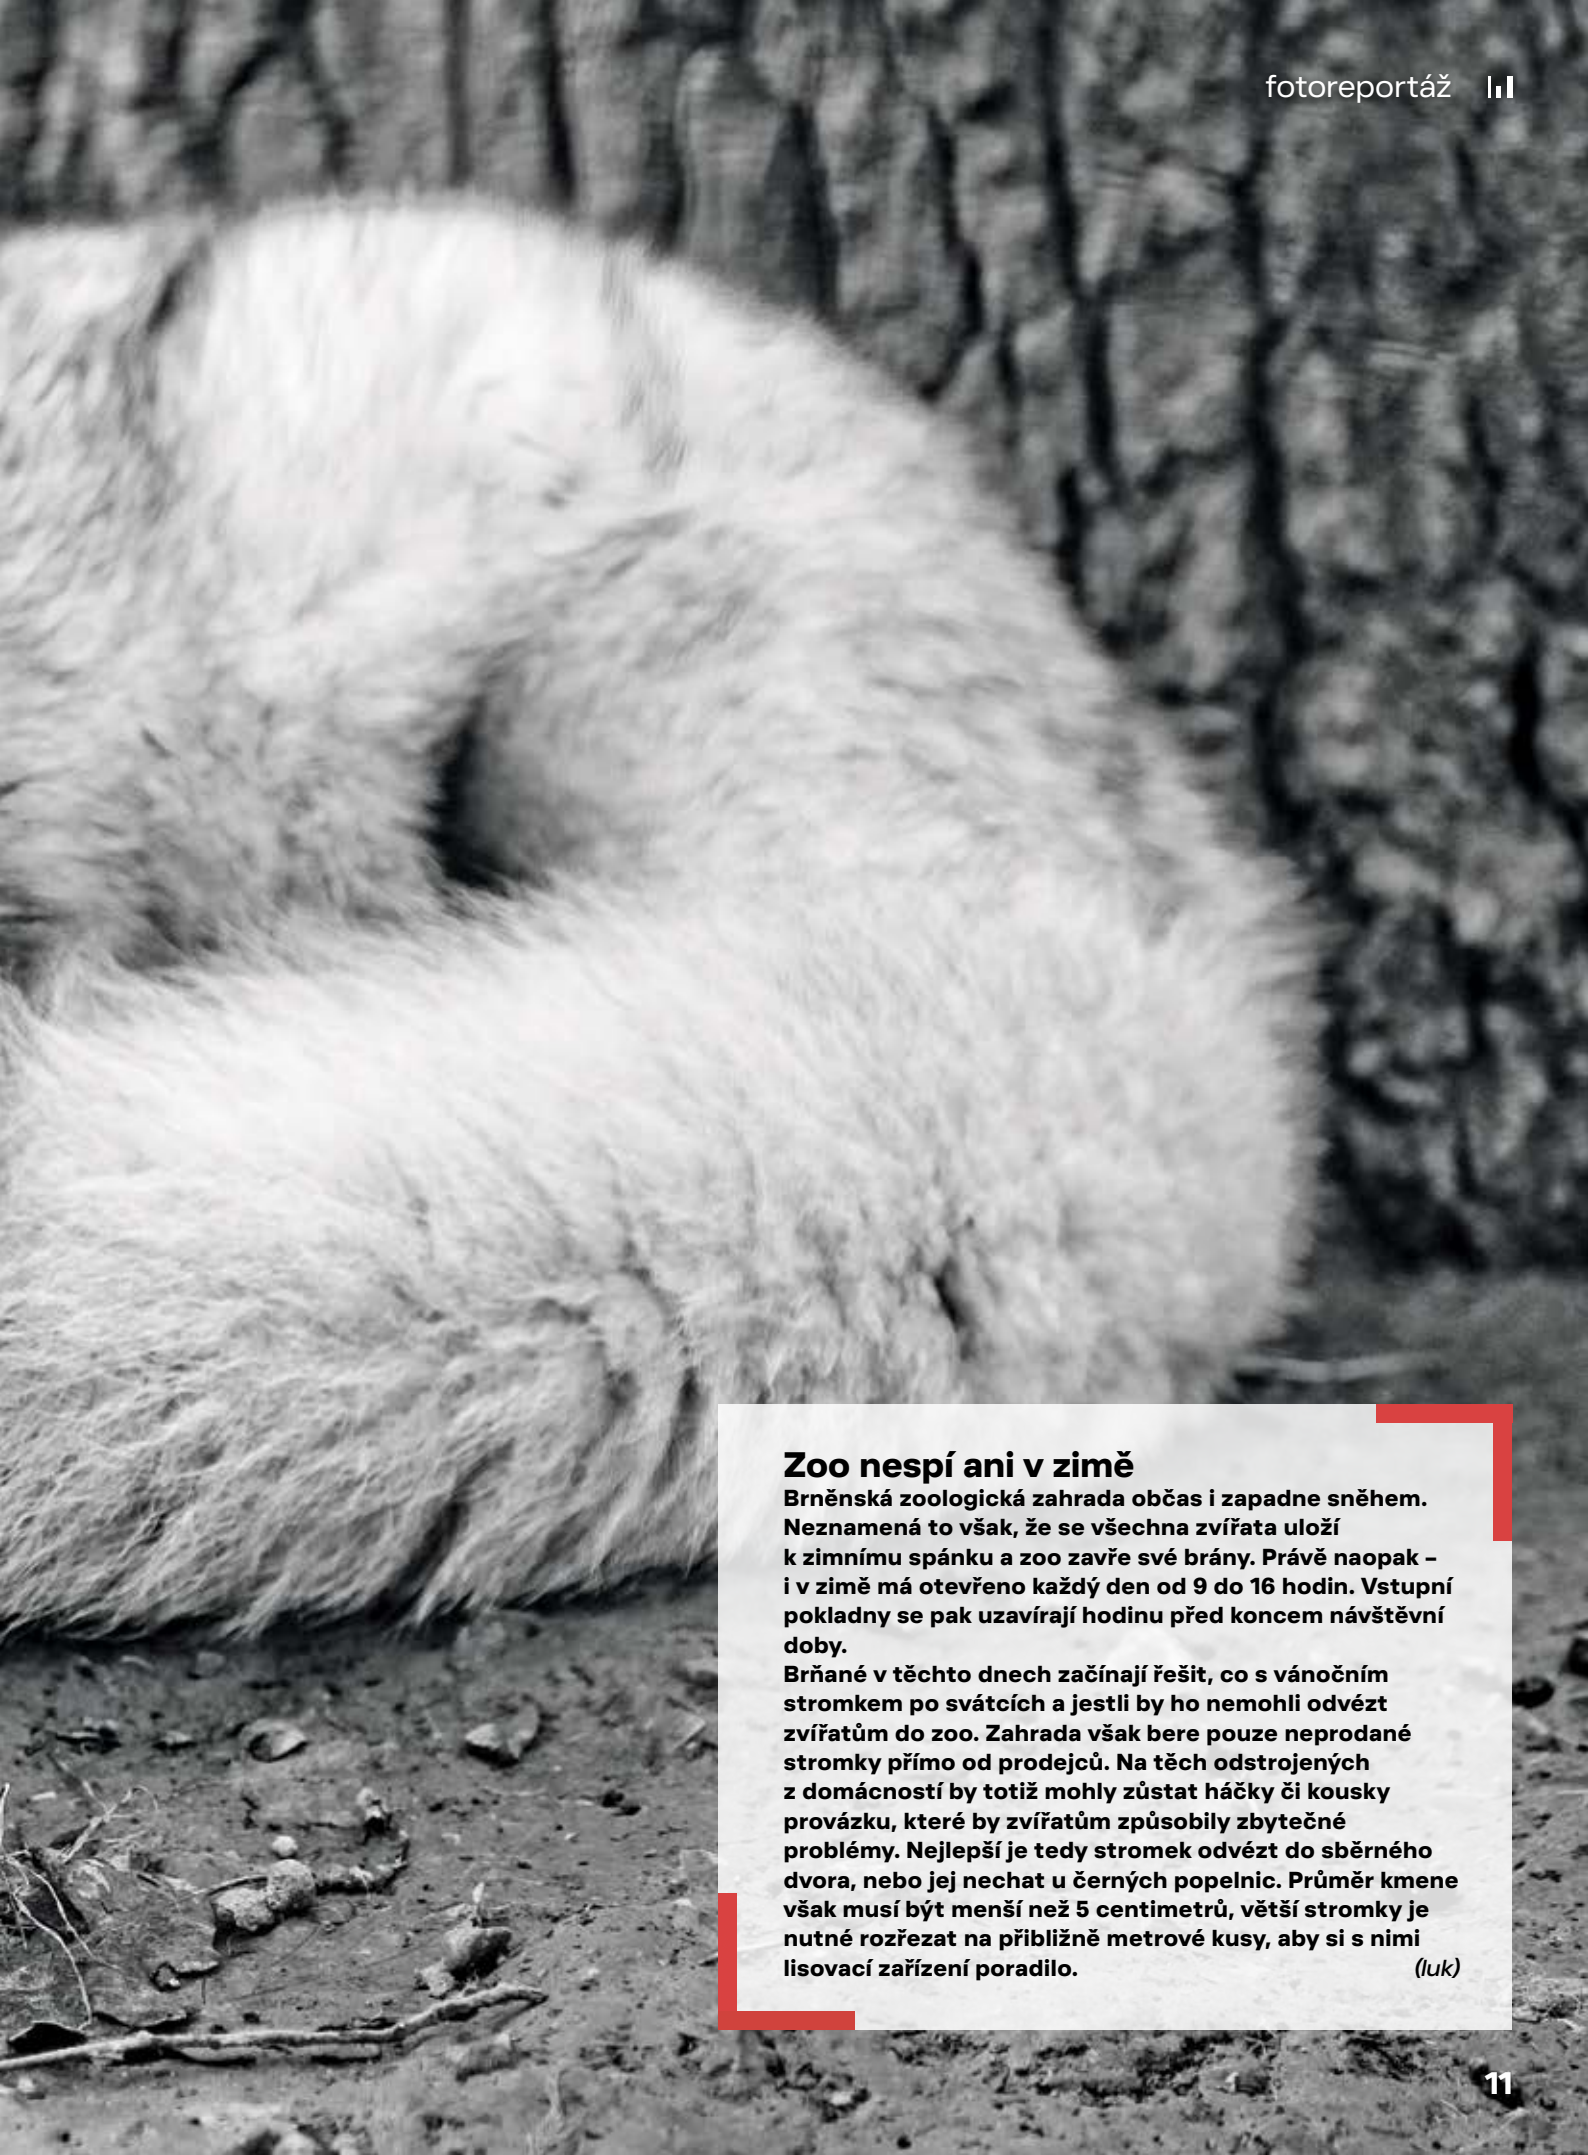 fotoreportáž
Zoo nespí ani v zimě
Brněnská zoologická zahrada občas i zapadne sněhem.
Neznamená to však, že se všechna zvířata uloží
k zimnímu spánku a zoo zavře své brány. Právě naopak –
i v zimě má otevřeno každý den od 9 do 16 hodin. Vstupní
pokladny se pak uzavírají hodinu před koncem návštěvní
doby.
Brňané v těchto dnech začínají řešit, co s vánočním
stromkem po svátcích a jestli by ho nemohli odvézt
zvířatům do zoo. Zahrada však bere pouze neprodané
stromky přímo od prodejců. Na těch odstrojených
z domácností by totiž mohly zůstat háčky či kousky
provázku, které by zvířatům způsobily zbytečné
problémy. Nejlepší je tedy stromek odvézt do sběrného
dvora, nebo jej nechat u černých popelnic. Průměr kmene
však musí být menší než 5 centimetrů, větší stromky je
nutné rozřezat na přibližně metrové kusy, aby si s nimi
lisovací zařízení poradilo. (luk)
11